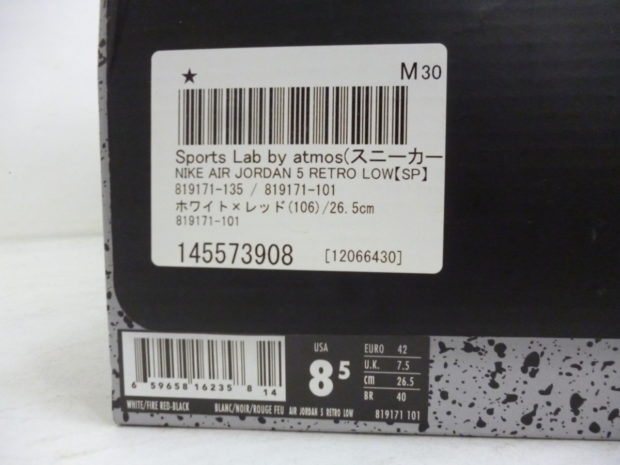 ★ M30
Sports Lab by atmos(スニーカー
NIKE AIR JORDAN 5 RETRO LOW【SP】
819171-135 / 819171-101
ホワイト×レッド(106)/26.5cm
819171-101
145573908 [12066430]
6 59658 16235 8 14
USA
8 5
EURO 42
U.K. 7.5
cm 26.5
BR 40
WHITE/FIRE RED-BLACK BLANC/NOIR/ROUGE FEU AIR JORDAN 5 RETRO LOW 819171 101